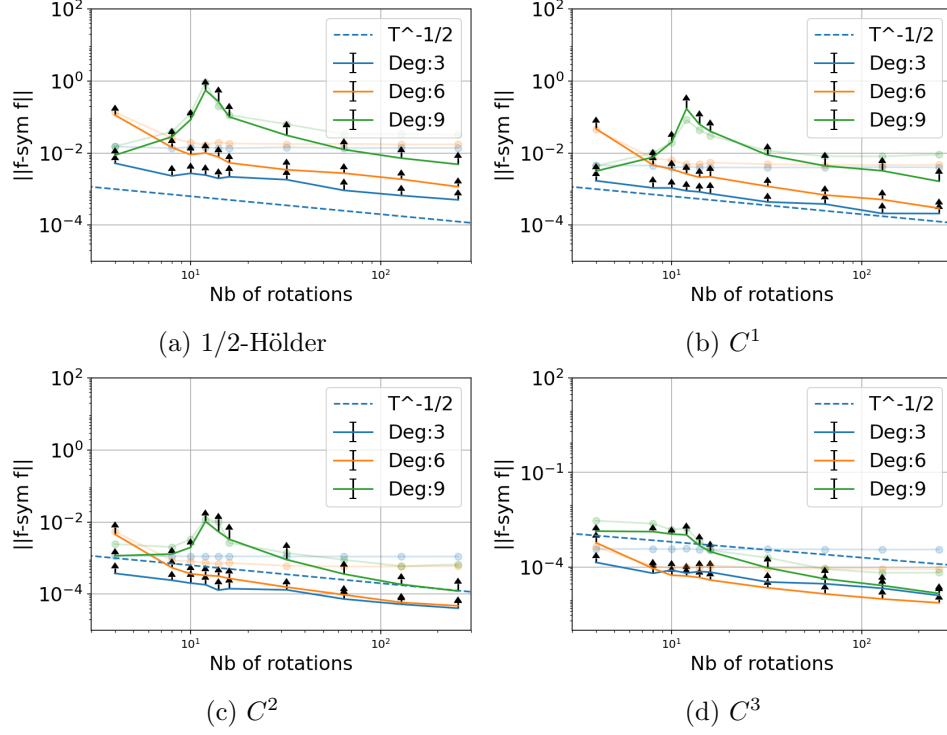 10^2
10^0
10^-2
10^-4
||f-sym f||
10^1
10^2
Nb of rotations
T^-1/2
Deg:3
Deg:6
Deg:9
(a) 1/2-Hölder
10^2
10^0
10^-2
10^-4
||f-sym f||
10^1
10^2
Nb of rotations
T^-1/2
Deg:3
Deg:6
Deg:9
(b) C^1
10^2
10^0
10^-2
10^-4
||f-sym f||
10^1
10^2
Nb of rotations
T^-1/2
Deg:3
Deg:6
Deg:9
(c) C^2
10^2
10^-1
10^-4
||f-sym f||
10^1
10^2
Nb of rotations
T^-1/2
Deg:3
Deg:6
Deg:9
(d) C^3